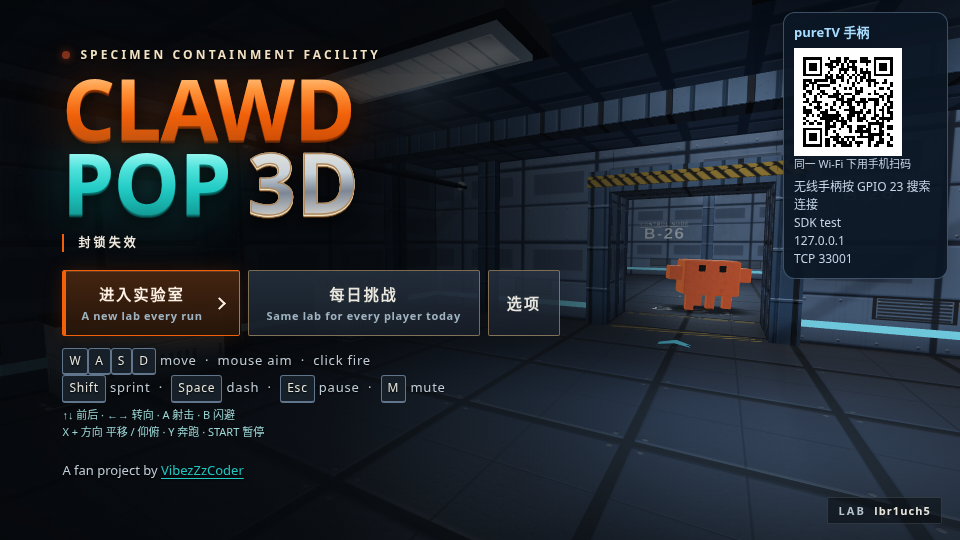 SPECIMEN CONTAINMENT FACILITY
CLAWD
POP 3D
封锁失效
进入实验室
A new lab every run
每日挑战
Same lab for every player today
选项
W A S D move · mouse aim · click fire
Shift sprint · Space dash · Esc pause · M mute
↑↓ 前后 · ←→ 转向 · A 射击 · B 闪避
X + 方向 平移 / 仰俯 · Y 奔跑 · START 暂停
A fan project by VibezZzCoder
pureTV 手柄
同一 Wi-Fi 下用手机扫码
无线手柄按 GPIO 23 搜索
连接
SDK test
127.0.0.1
TCP 33001
B-26
LAB lbr1uch5